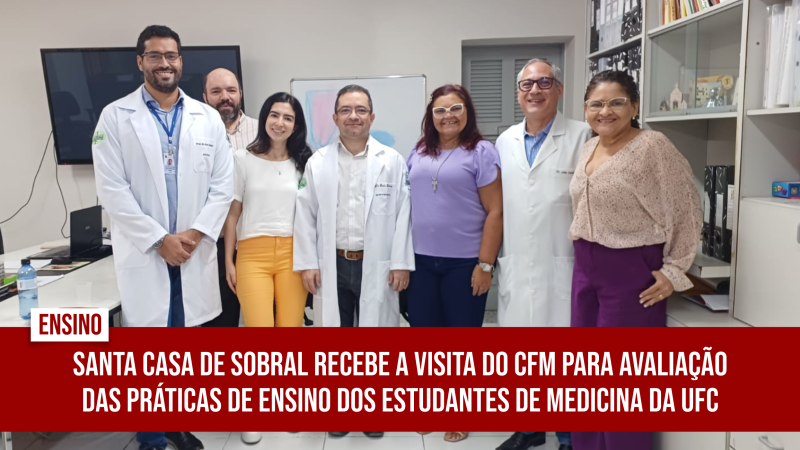 ENSINO
SANTA CASA DE SOBRAL RECEBE A VISITA DO CFM PARA AVALIAÇÃO
DAS PRÁTICAS DE ENSINO DOS ESTUDANTES DE MEDICINA DA UFC